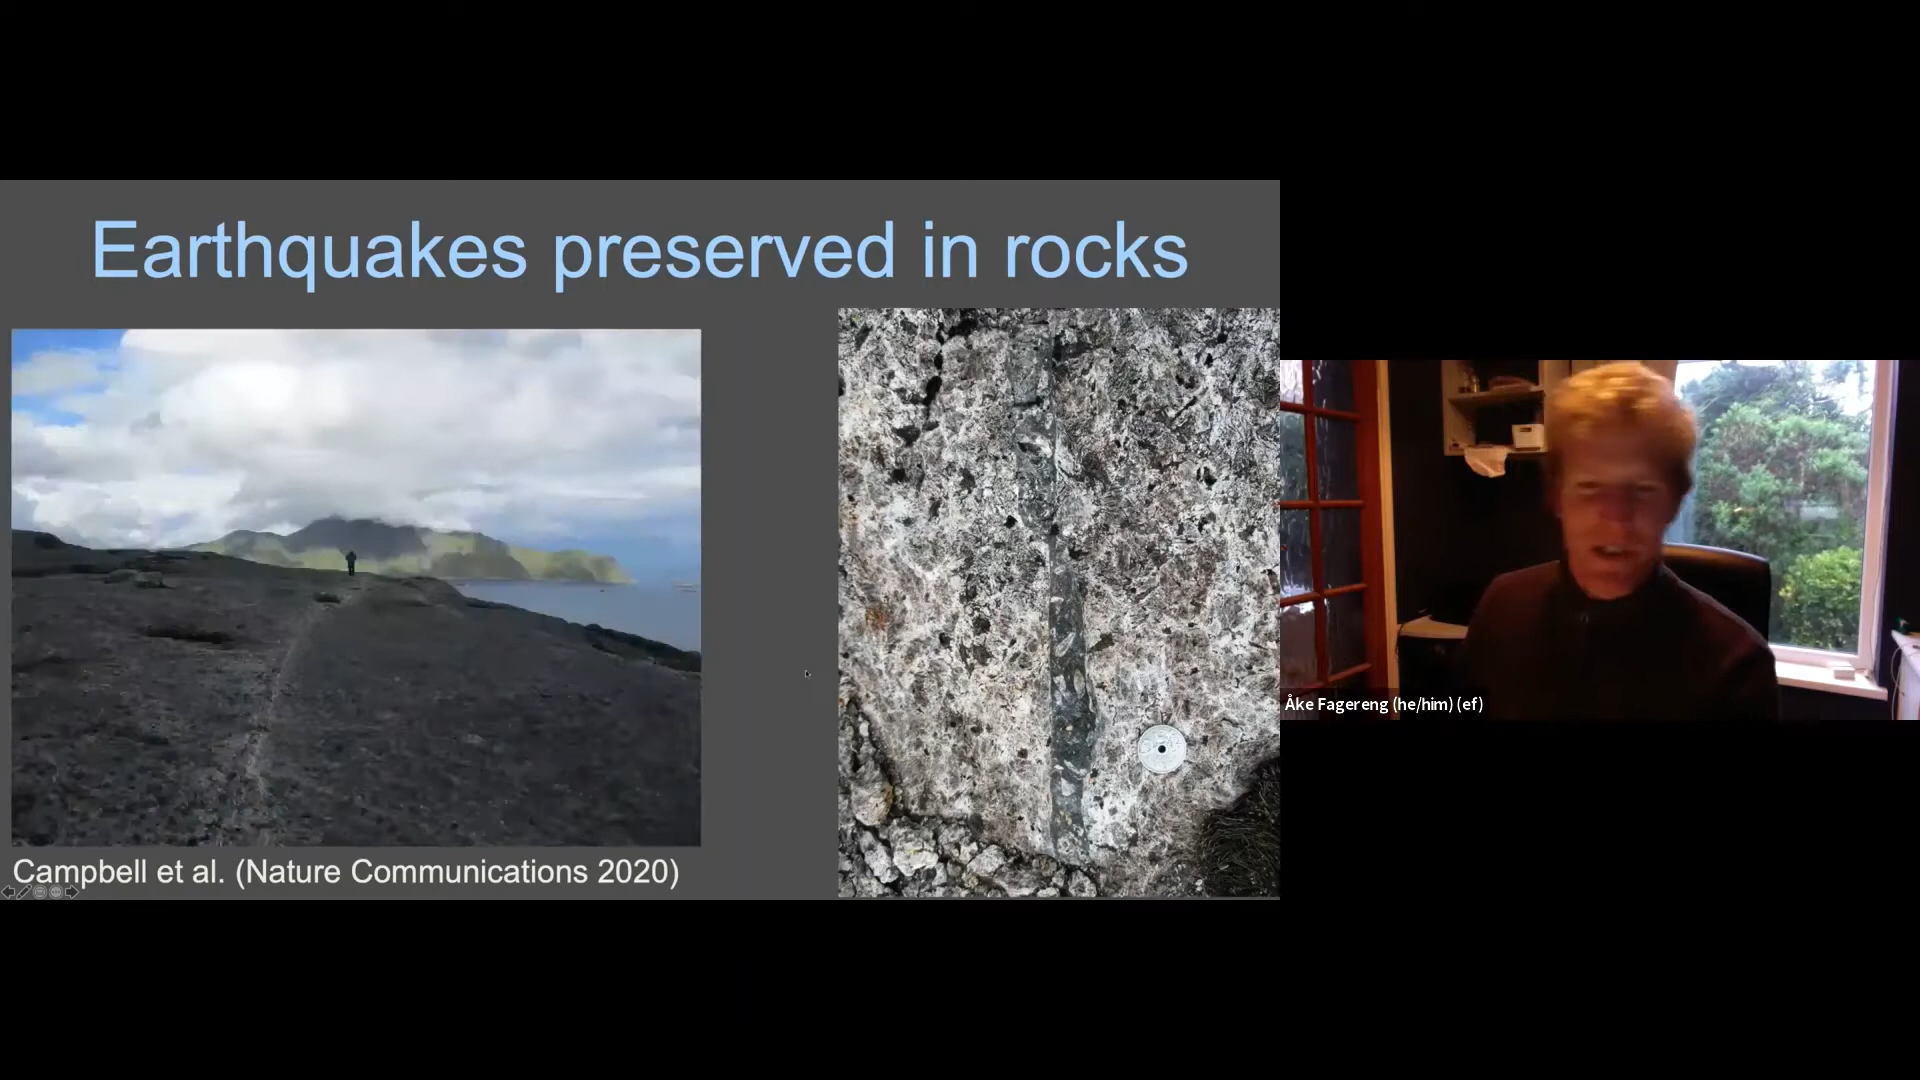 Earthquakes preserved in rocks
Campbell et al. (Nature Communications 2020)
Åke Fagereng (he/him) (ef)